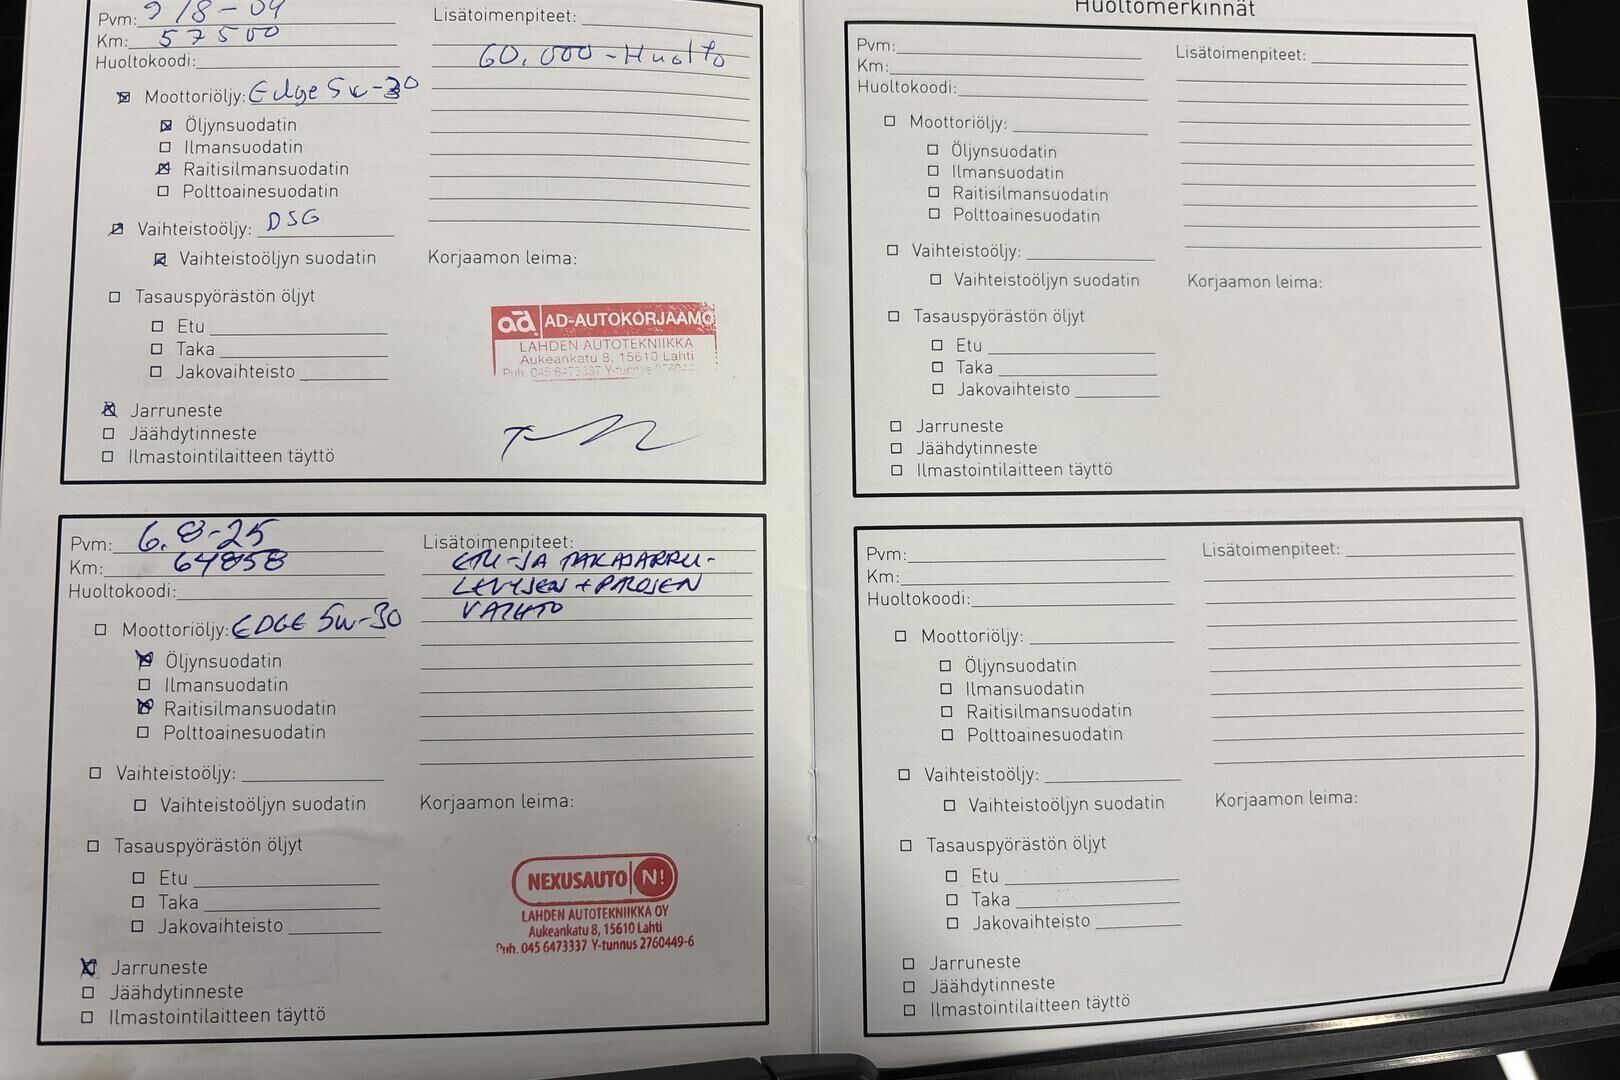 Pvm: 9/8-04
Km: 57500
Huoltokoodi:
Moottoriöljy: Edge 5w-30
Öljynsuodatin
Ilmansuodatin
Raitisilmansuodatin
Polttoainesuodatin
Vaihteistoöljy: DSG
Vaihteistoöljyn suodatin
Tasauspyörästön öljyt
Etu
Taka
Jakovaihteisto
Jarruneste
Jäähdytinneste
Ilmastointilaitteen täyttö
Lisätoimenpiteet:
60.000-Huolto
Korjaamon leima:
ad AD-AUTOKORJAAMO
LAHDEN AUTOTEKNIIKKA
Aukeankatu 8, 15610 Lahti
Puh. 045 6473337 Y-tunnus
Pvm: 6.8-25
Km: 64858
Huoltokoodi:
Moottoriöljy: EDGE 5w-30
Öljynsuodatin
Ilmansuodatin
Raitisilmansuodatin
Polttoainesuodatin
Vaihteistoöljy:
Vaihteistoöljyn suodatin
Tasauspyörästön öljyt
Etu
Taka
Jakovaihteisto
Jarruneste
Jäähdytinneste
Ilmastointilaitteen täyttö
Lisätoimenpiteet:
ETU-JA TAKAJARRU-
LEVYJEN + PALOJEN
VAIHTO
Korjaamon leima:
NEXUSAUTO N!
LAHDEN AUTOTEKNIIKKA OY
Aukeankatu 8, 15610 Lahti
Puh. 045 6473337 Y-tunnus 2760449-6
Huoltomerkinnät
Pvm:
Km:
Huoltokoodi:
Moottoriöljy:
Öljynsuodatin
Ilmansuodatin
Raitisilmansuodatin
Polttoainesuodatin
Vaihteistoöljy:
Vaihteistoöljyn suodatin
Tasauspyörästön öljyt
Etu
Taka
Jakovaihteisto
Jarruneste
Jäähdytinneste
Ilmastointilaitteen täyttö
Lisätoimenpiteet:
Korjaamon leima:
Pvm:
Km:
Huoltokoodi:
Moottoriöljy:
Öljynsuodatin
Ilmansuodatin
Raitisilmansuodatin
Polttoainesuodatin
Vaihteistoöljy:
Vaihteistoöljyn suodatin
Tasauspyörästön öljyt
Etu
Taka
Jakovaihteisto
Jarruneste
Jäähdytinneste
Ilmastointilaitteen täyttö
Lisätoimenpiteet:
Korjaamon leima: